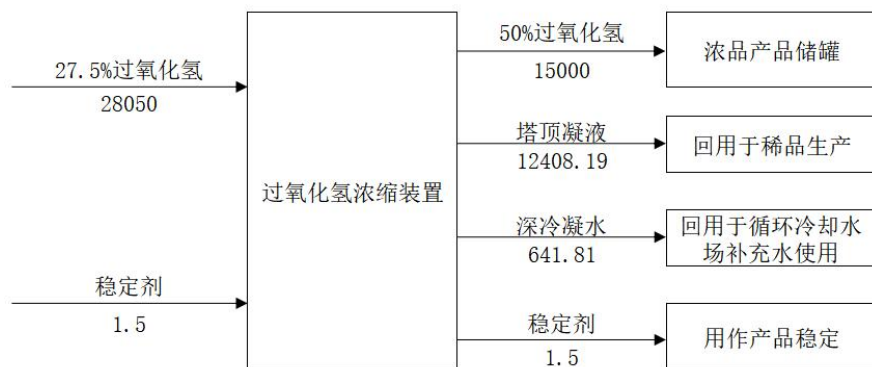 27.5%过氧化氢
28050
稳定剂
1.5
过氧化氢浓缩装置
50%过氧化氢
15000
浓品产品储罐
塔顶凝液
12408.19
回用于稀品生产
深冷凝水
641.81
回用于循环冷却水
场补充水使用
稳定剂
1.5
用作产品稳定